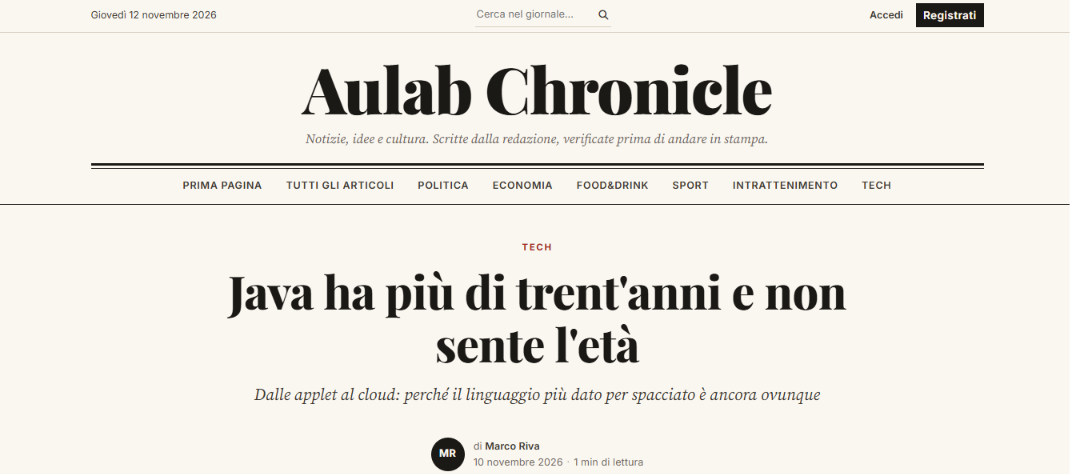 Giovedì 12 novembre 2026
Cerca nel giornale...
Accedi
Registrati
Aulab Chronicle
Notizie, idee e cultura. Scritte dalla redazione, verificate prima di andare in stampa.
PRIMA PAGINA TUTTI GLI ARTICOLI POLITICA ECONOMIA FOOD&DRINK SPORT INTRATTENIMENTO TECH
TECH
Java ha più di trent'anni e non
sente l'età
Dalle applet al cloud: perché il linguaggio più dato per spacciato è ancora ovunque
MR
di Marco Riva
10 novembre 2026 · 1 min di lettura